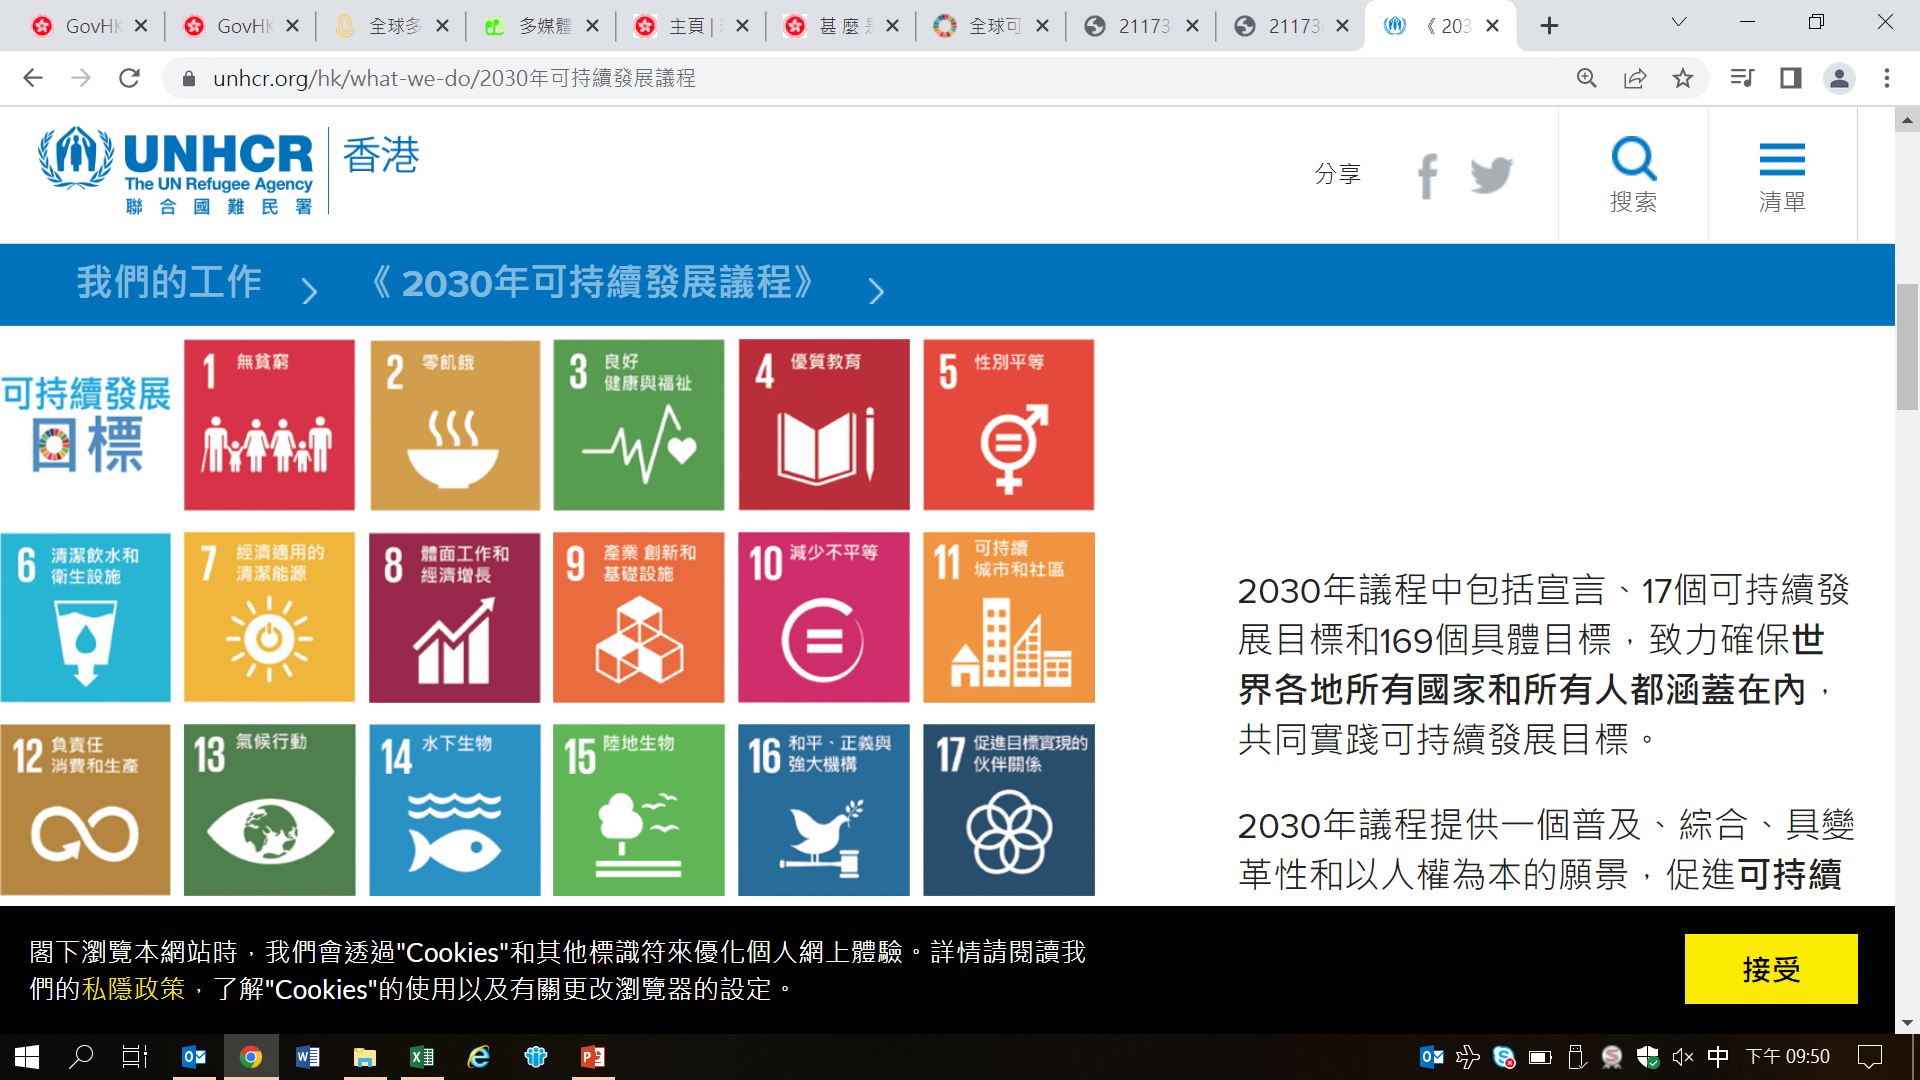 GovHK
GovHK
全球多
多媒體
主頁 |
甚麼是
全球可
21173
21173
《 203
unhcr.org/hk/what-we-do/2030年可持續發展議程
UNHCR
The UN Refugee Agency
聯合國難民署
香港
分享
搜索
清單
我們的工作
《 2030年可持續發展議程》
可持續發展
目標
1 無貧窮
2 零飢餓
3 良好
健康與福祉
4 優質教育
5 性別平等
6 清潔飲水和
衛生設施
7 經濟適用的
清潔能源
8 體面工作和
經濟增長
9 產業 創新和
基礎設施
10 減少不平等
11 可持續
城市和社區
12 負責任
消費和生產
13 氣候行動
14 水下生物
15 陸地生物
16 和平、正義與
強大機構
17 促進目標實現的
伙伴關係
2030年議程中包括宣言、17個可持續發
展目標和169個具體目標，致力確保世
界各地所有國家和所有人都涵蓋在內，
共同實踐可持續發展目標。
2030年議程提供一個普及、綜合、具變
革性和以人權為本的願景，促進可持續
閣下瀏覽本網站時，我們會透過"Cookies"和其他標識符來優化個人網上體驗。詳情請閱讀我
們的私隱政策，了解"Cookies"的使用以及有關更改瀏覽器的設定。
接受
中
下午 09:50